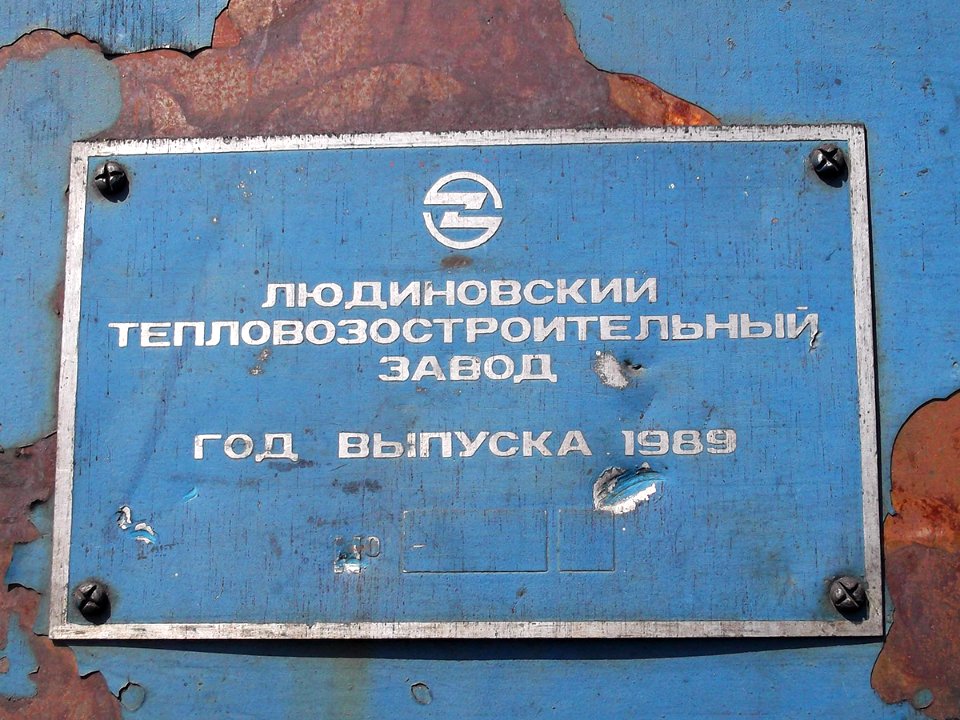 ЛЮДИНОВСКИЙ
ТЕПЛОВОЗОСТРОИТЕЛЬНЫЙ
ЗАВОД
ГОД ВЫПУСКА 1989